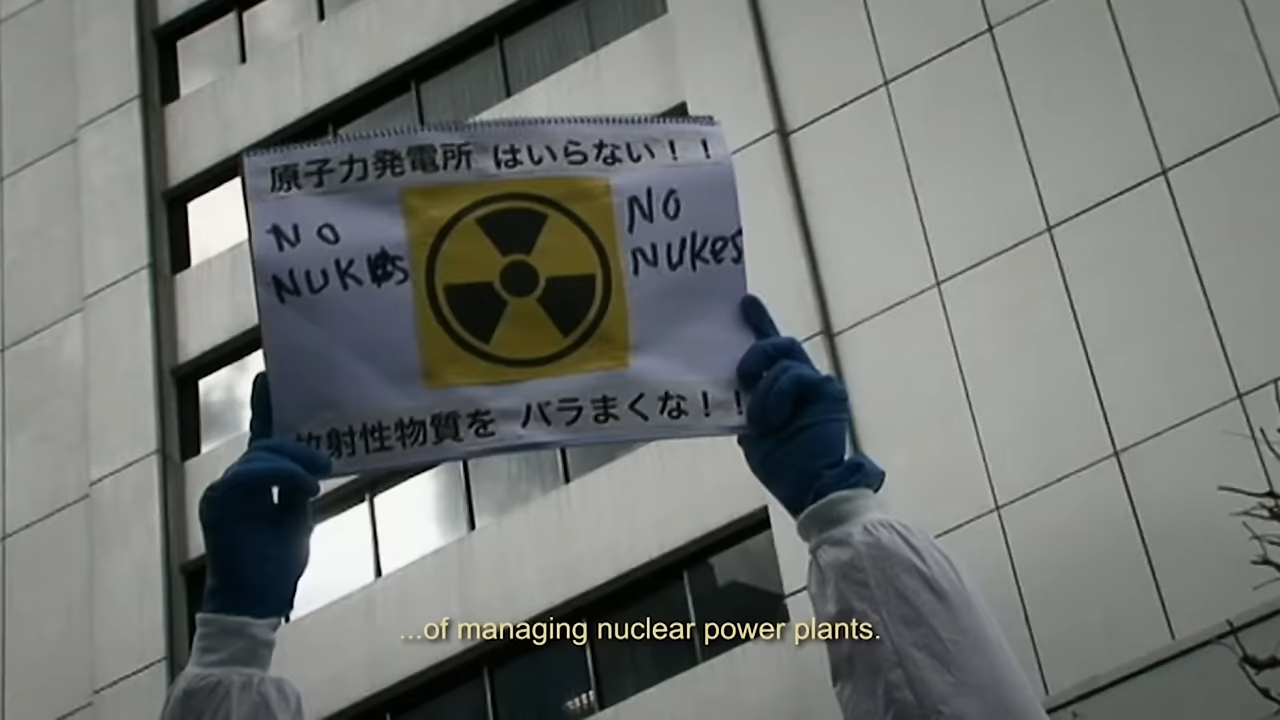 原子力発電所 はいらない!!
NO
NUKES
NO
NUKes
放射性物質を バラまくな!!
...of managing nuclear power plants.